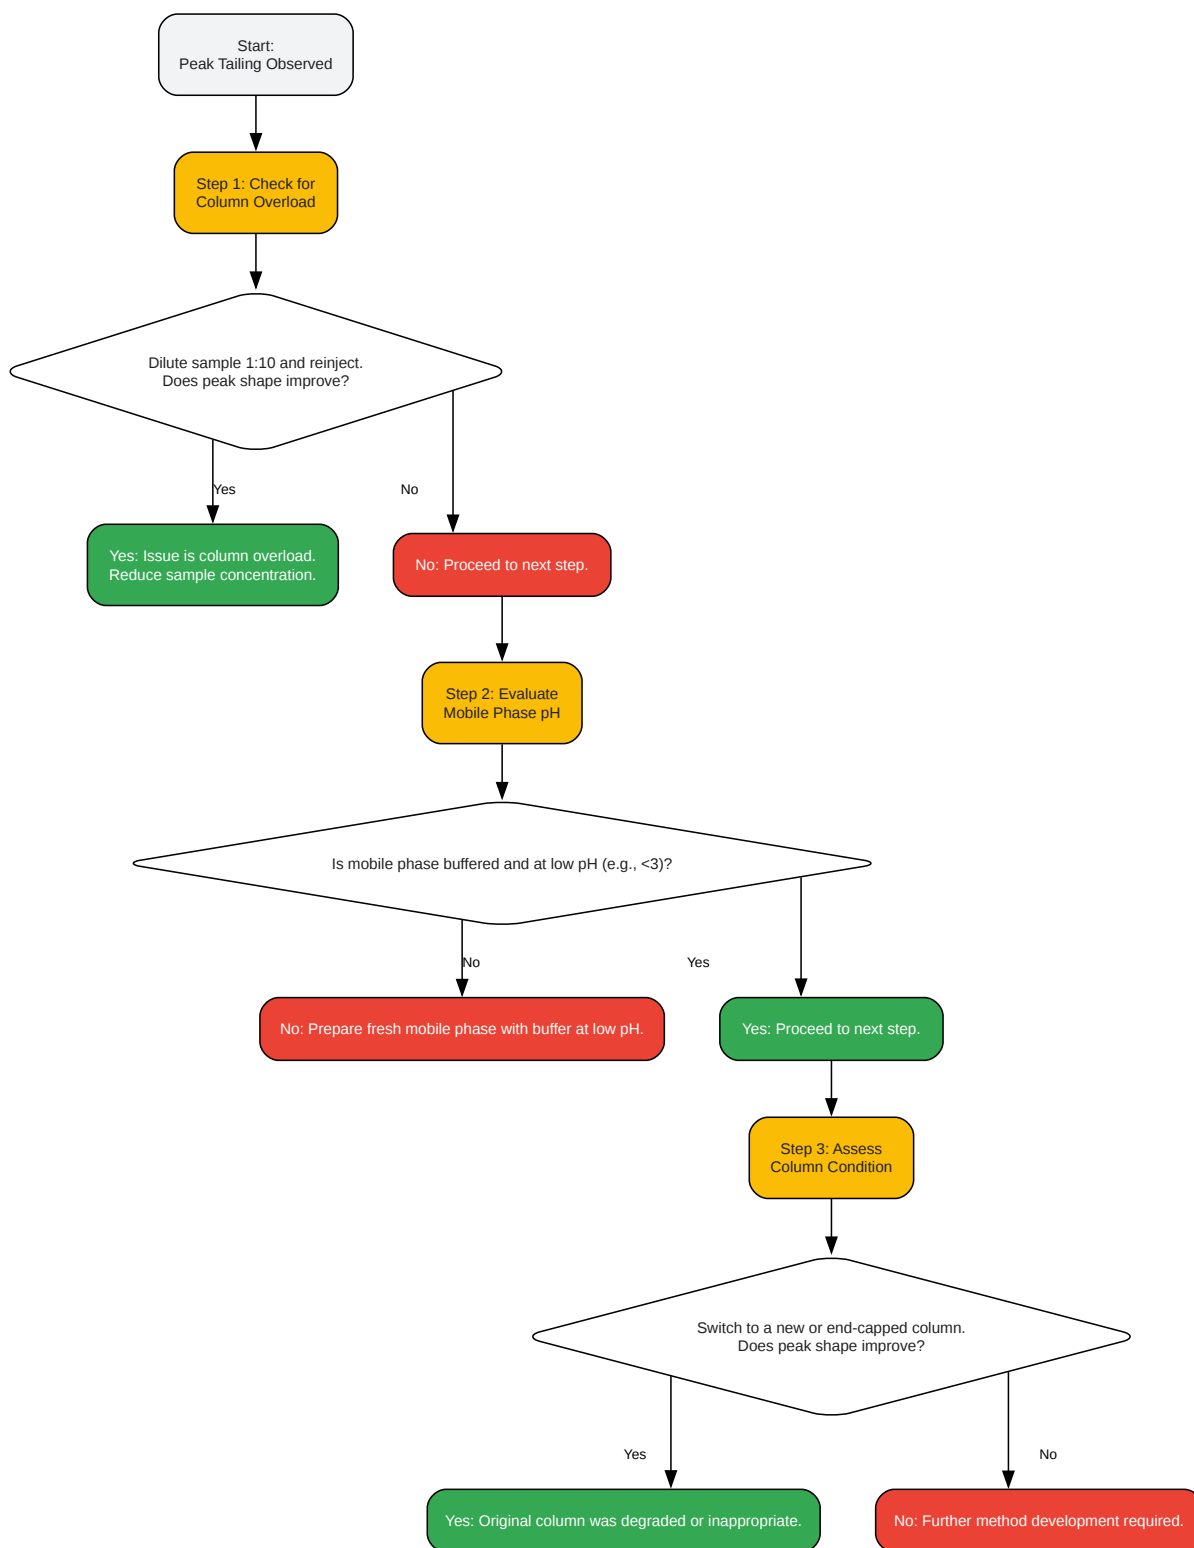 Start:
Peak Tailing Observed
Step 1: Check for
Column Overload
Dilute sample 1:10 and reinject.
Does peak shape improve?
Yes
No
Yes: Issue is column overload.
Reduce sample concentration.
No: Proceed to next step.
Step 2: Evaluate
Mobile Phase pH
Is mobile phase buffered and at low pH (e.g., <3)?
No
Yes
No: Prepare fresh mobile phase with buffer at low pH.
Yes: Proceed to next step.
Step 3: Assess
Column Condition
Switch to a new or end-capped column.
Does peak shape improve?
Yes
No
Yes: Original column was degraded or inappropriate.
No: Further method development required.